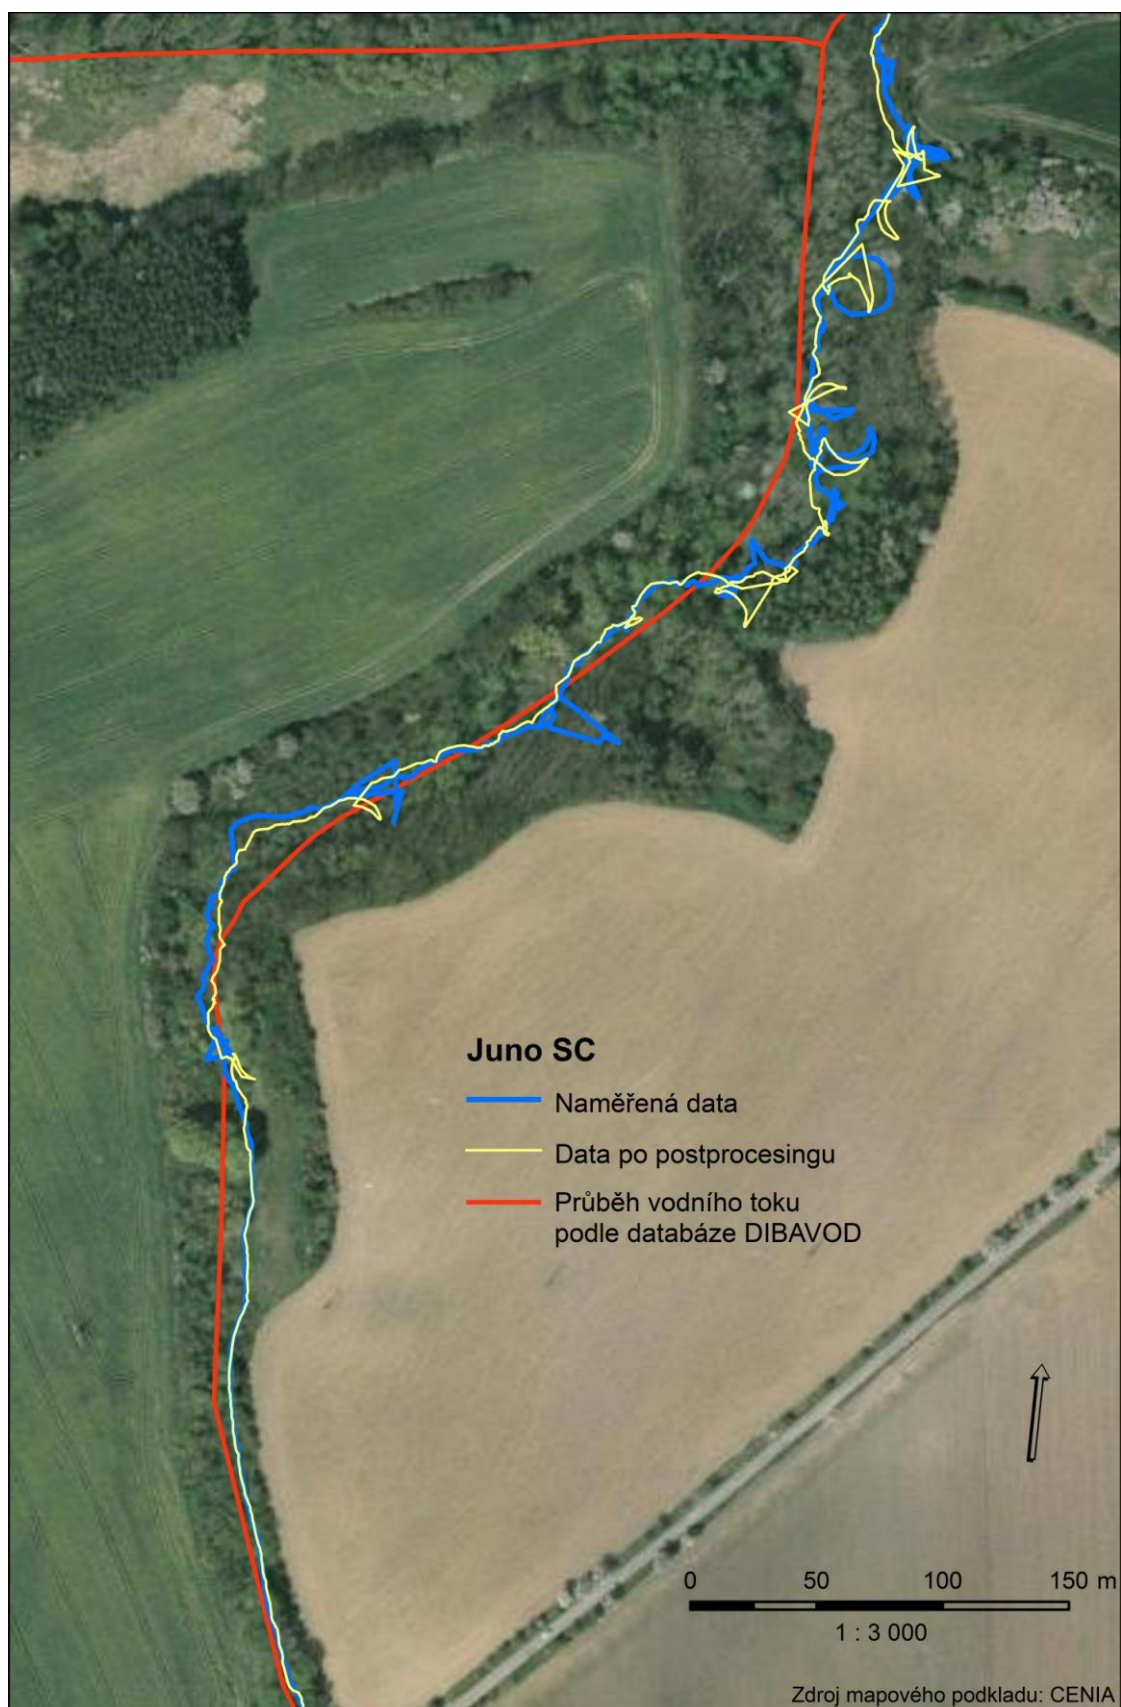 Juno SC
Naměřená data
Data po postprocesingu
Průběh vodního toku
podle databáze DIBAVOD
0 50 100 150 m
1 : 3 000
Zdroj mapového podkladu: CENIA